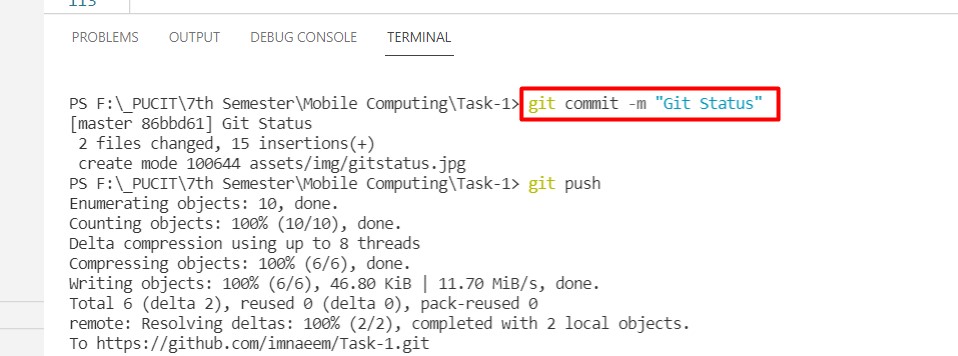 113
PROBLEMS OUTPUT DEBUG CONSOLE TERMINAL
PS F:\_PUCIT\7th Semester\Mobile Computing\Task-1> git commit -m "Git Status"
[master 86bbd61] Git Status
 2 files changed, 15 insertions(+)
 create mode 100644 assets/img/gitstatus.jpg
PS F:\_PUCIT\7th Semester\Mobile Computing\Task-1> git push
Enumerating objects: 10, done.
Counting objects: 100% (10/10), done.
Delta compression using up to 8 threads
Compressing objects: 100% (6/6), done.
Writing objects: 100% (6/6), 46.80 KiB | 11.70 MiB/s, done.
Total 6 (delta 2), reused 0 (delta 0), pack-reused 0
remote: Resolving deltas: 100% (2/2), completed with 2 local objects.
To https://github.com/imnaeem/Task-1.git